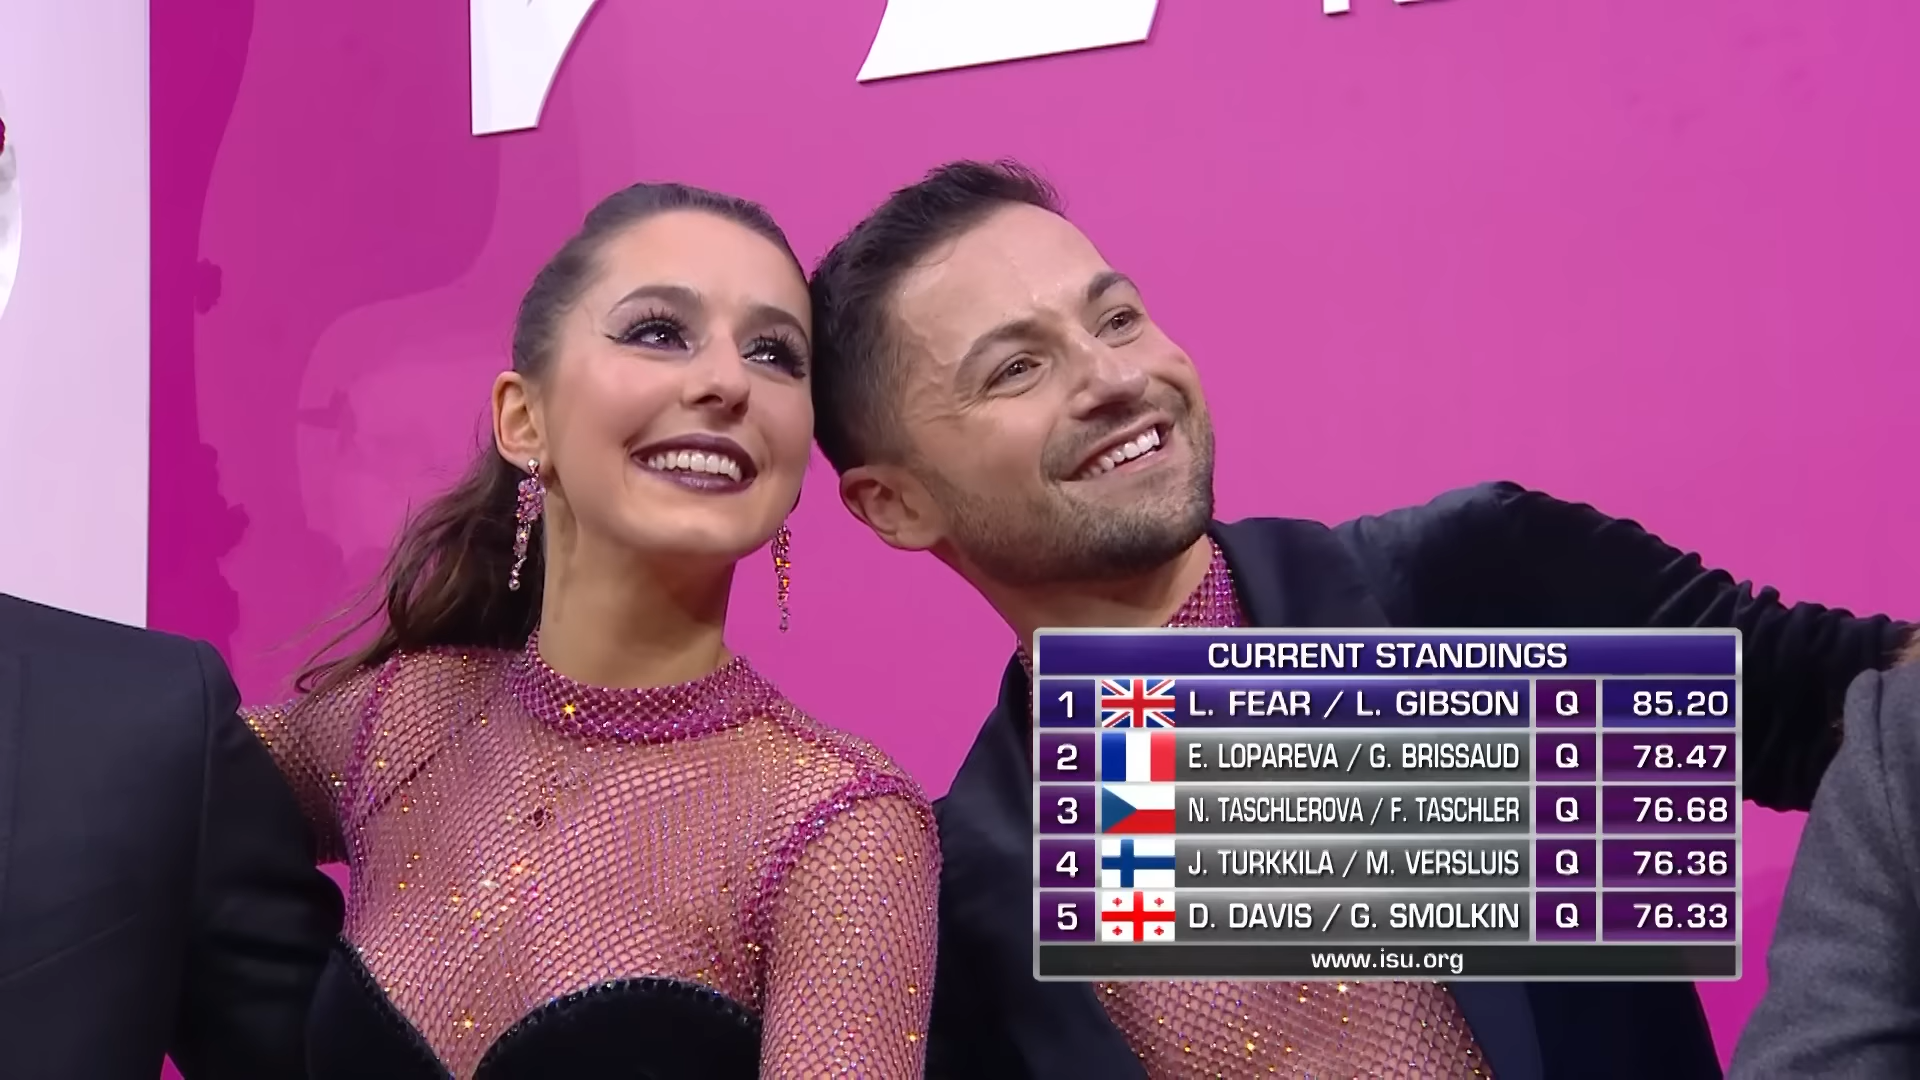 CURRENT STANDINGS
1 L. FEAR / L. GIBSON Q 85.20
2 E. LOPAREVA / G. BRISSAUD Q 78.47
3 N. TASCHLEROVA / F. TASCHLER Q 76.68
4 J. TURKKILA / M. VERSLUIS Q 76.36
5 D. DAVIS / G. SMOLKIN Q 76.33
www.isu.org